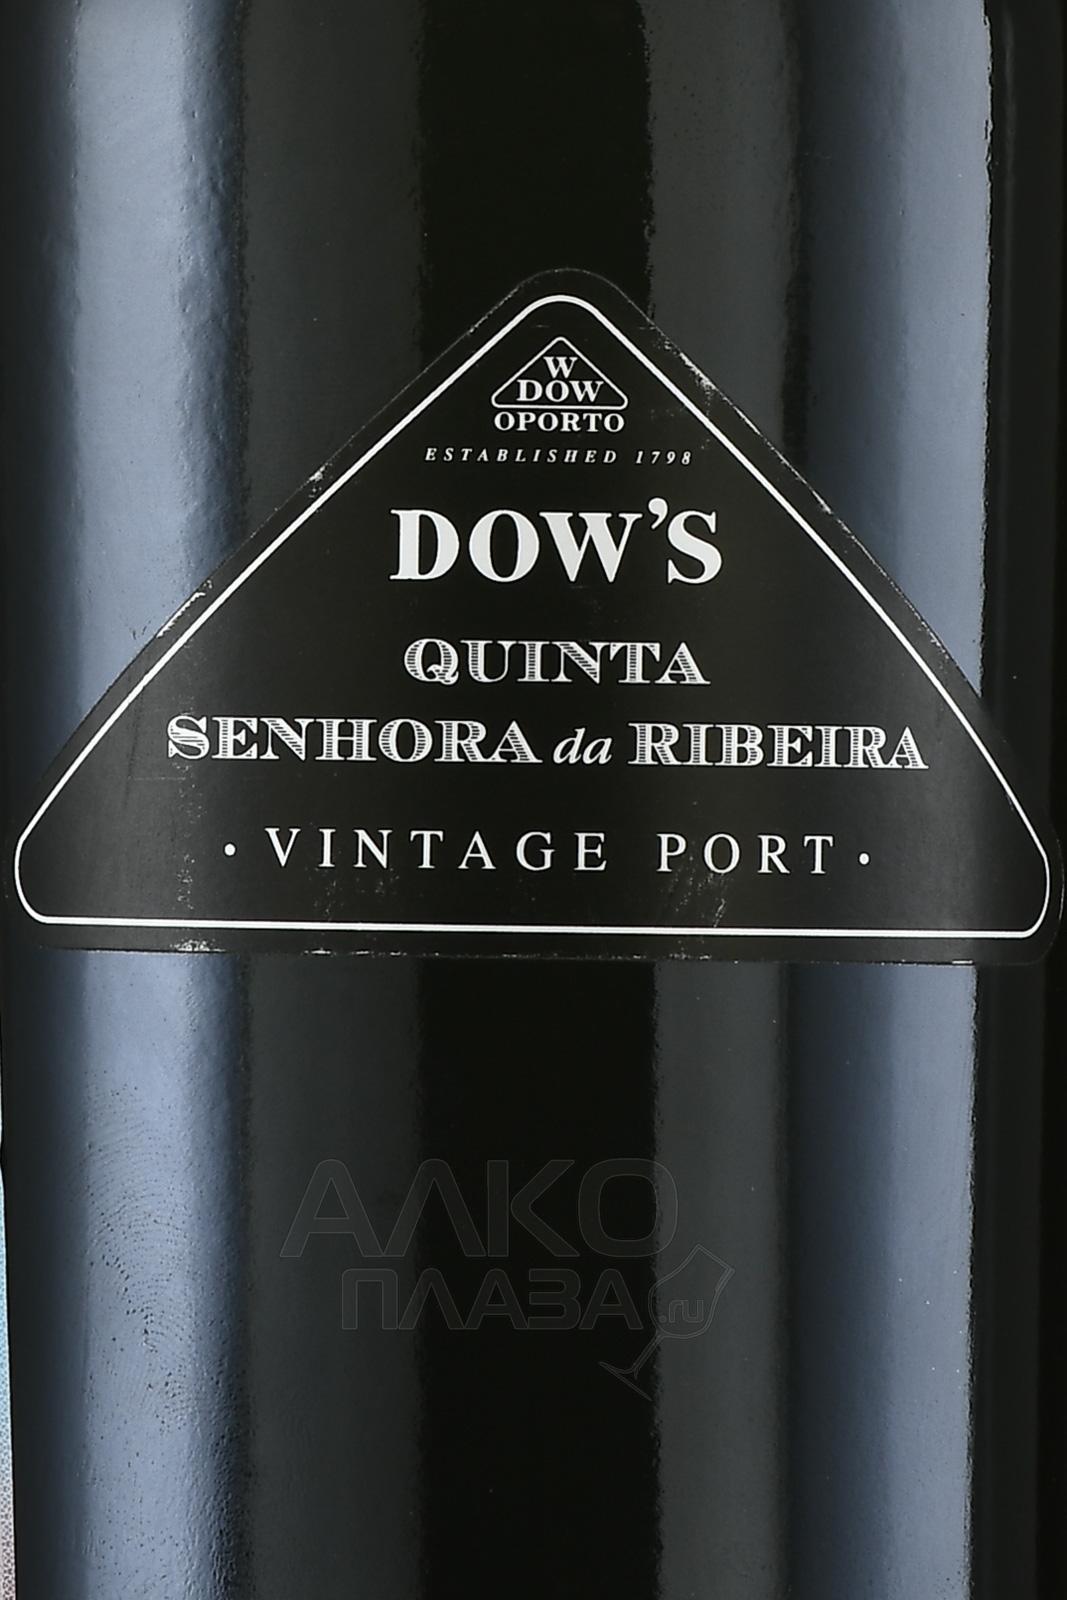 W
DOW
OPORTO
ESTABLISHED 1798
DOW'S
QUINTA
SENHORA da RIBEIRA
· VINTAGE PORT ·
АЛКО
ПЛАЗА.ru